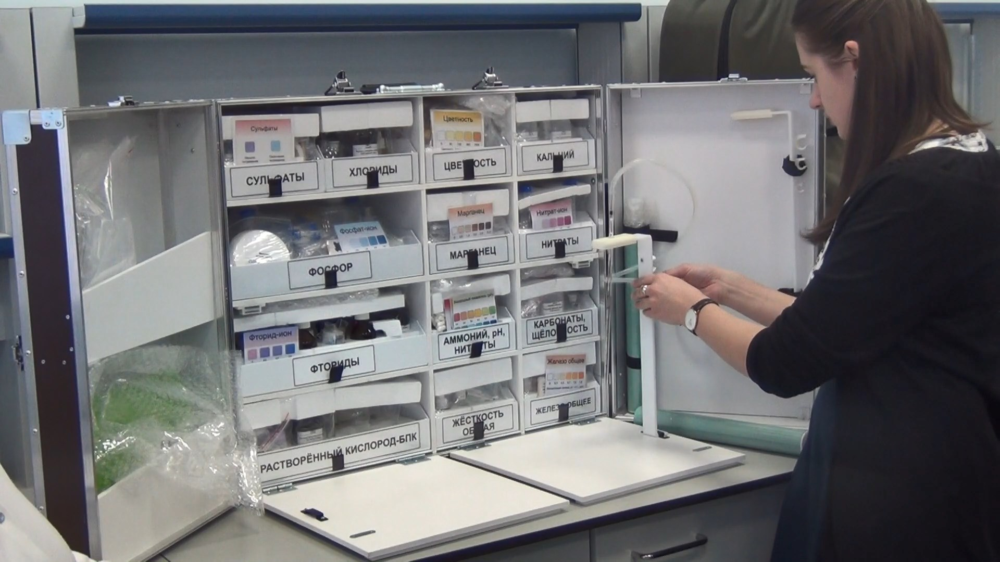 Сульфаты
СУЛЬФАТЫ
ХЛОРИДЫ
Цветность
ЦВЕТНОСТЬ
КАЛЬЦИЙ
Фосфат-ион
ФОСФОР
Марганец
МАРГАНЕЦ
Нитрат-ион
НИТРАТЫ
Фторид-ион
ФТОРИДЫ
АММОНИЙ, pH,
НИТРАТЫ
КАРБОНАТЫ,
ЩЁЛОЧНОСТЬ
РАСТВОРЁННЫЙ КИСЛОРОД-БПК
ЖЁСТКОСТЬ
ОБЩАЯ
Железо общее
ЖЕЛЕЗО ОБЩЕЕ